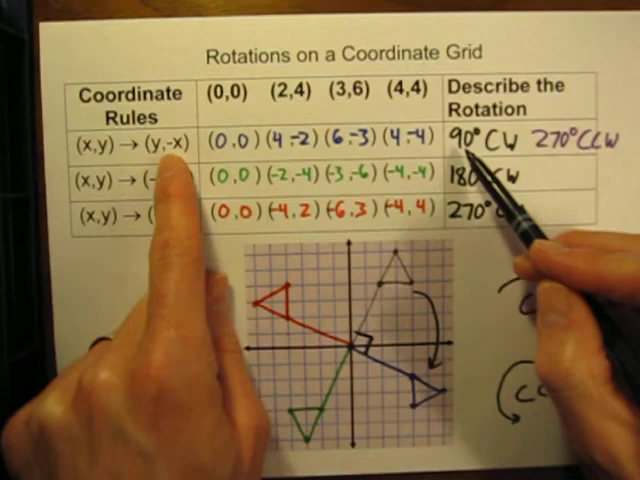 Rotations on a Coordinate Grid
Coordinate Rules (0,0) (2,4) (3,6) (4,4) Describe the Rotation
(x,y) → (y,-x) (0,0) (4,-2) (6,-3) (4,-4) 90° CW 270° CCW
(x,y) → (- (0,0) (-2,-4) (-3,-6) (-4,-4) 180 CW
(x,y) → ( (0,0) (-4,2) (-6,3) (-4,4) 270°